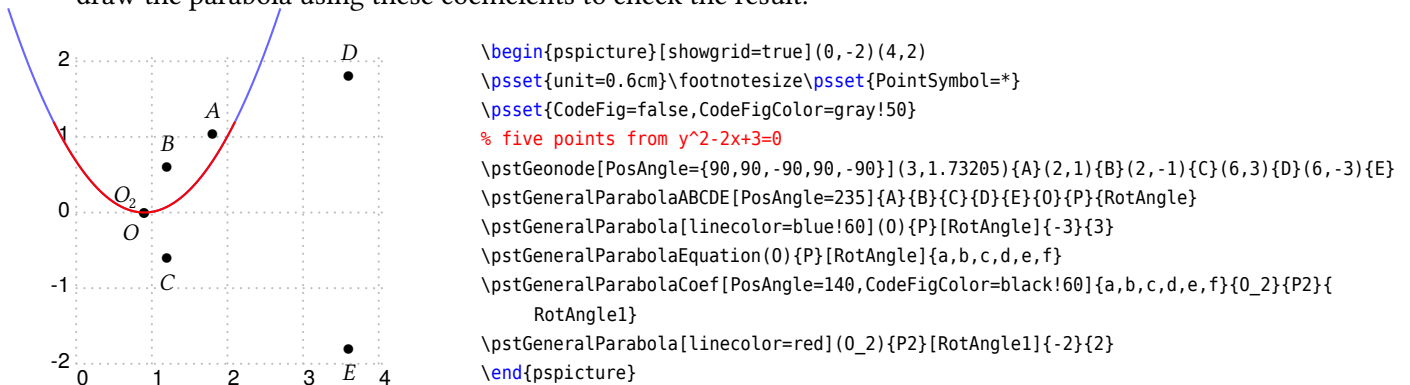 draw the parabola using these coefficients to check the result.
2
D
A
1
B
O2
0
O
-1
C
-2
E
0 1 2 3 4
\begin{pspicture}[showgrid=true](0,-2)(4,2)
\psset{unit=0.6cm}\footnotesize\psset{PointSymbol=*}
\psset{CodeFig=false,CodeFigColor=gray!50}
% five points from y^2-2x+3=0
\pstGeonode[PosAngle={90,90,-90,90,-90}](3,1.73205){A}(2,1){B}(2,-1){C}(6,3){D}(6,-3){E}
\pstGeneralParabolaABCDE[PosAngle=235]{A}{B}{C}{D}{E}{O}{P}{RotAngle}
\pstGeneralParabola[linecolor=blue!60](O){P}[RotAngle]{-3}{3}
\pstGeneralParabolaEquation(O){P}[RotAngle]{a,b,c,d,e,f}
\pstGeneralParabolaCoef[PosAngle=140,CodeFigColor=black!60]{a,b,c,d,e,f}{O_2}{P2}{
RotAngle1}
\pstGeneralParabola[linecolor=red](O_2){P2}[RotAngle1]{-2}{2}
\end{pspicture}